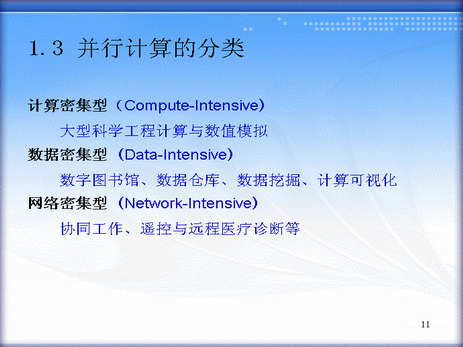 1.3 并行计算的分类
计算密集型（Compute-Intensive）
大型科学工程计算与数值模拟
数据密集型（Data-Intensive）
数字图书馆、数据仓库、数据挖掘、计算可视化
网络密集型（Network-Intensive）
协同工作、遥控与远程医疗诊断等
11